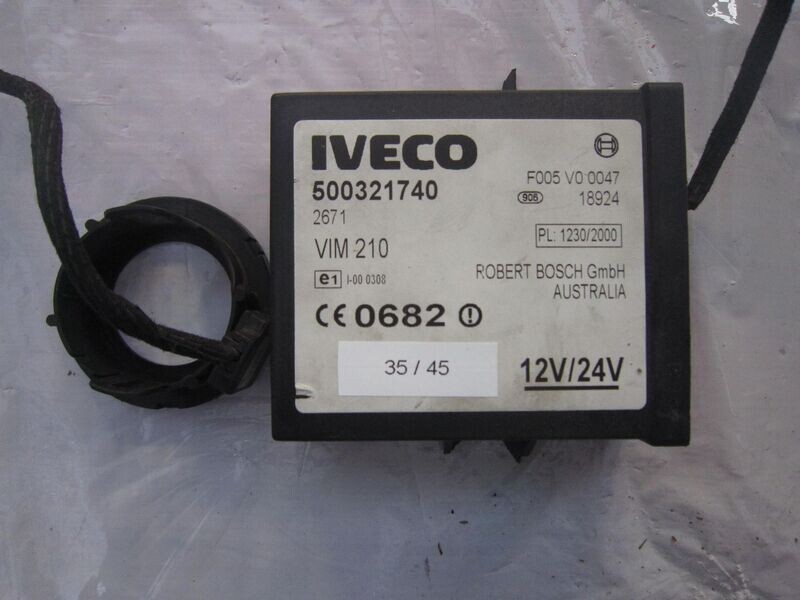 IVECO
500321740
2671
VIM 210
e1 I-00 0308
CE 0682
35 / 45
F005 V0 0047
90B 18924
PL: 1230/2000
ROBERT BOSCH GmbH
AUSTRALIA
12V/24V